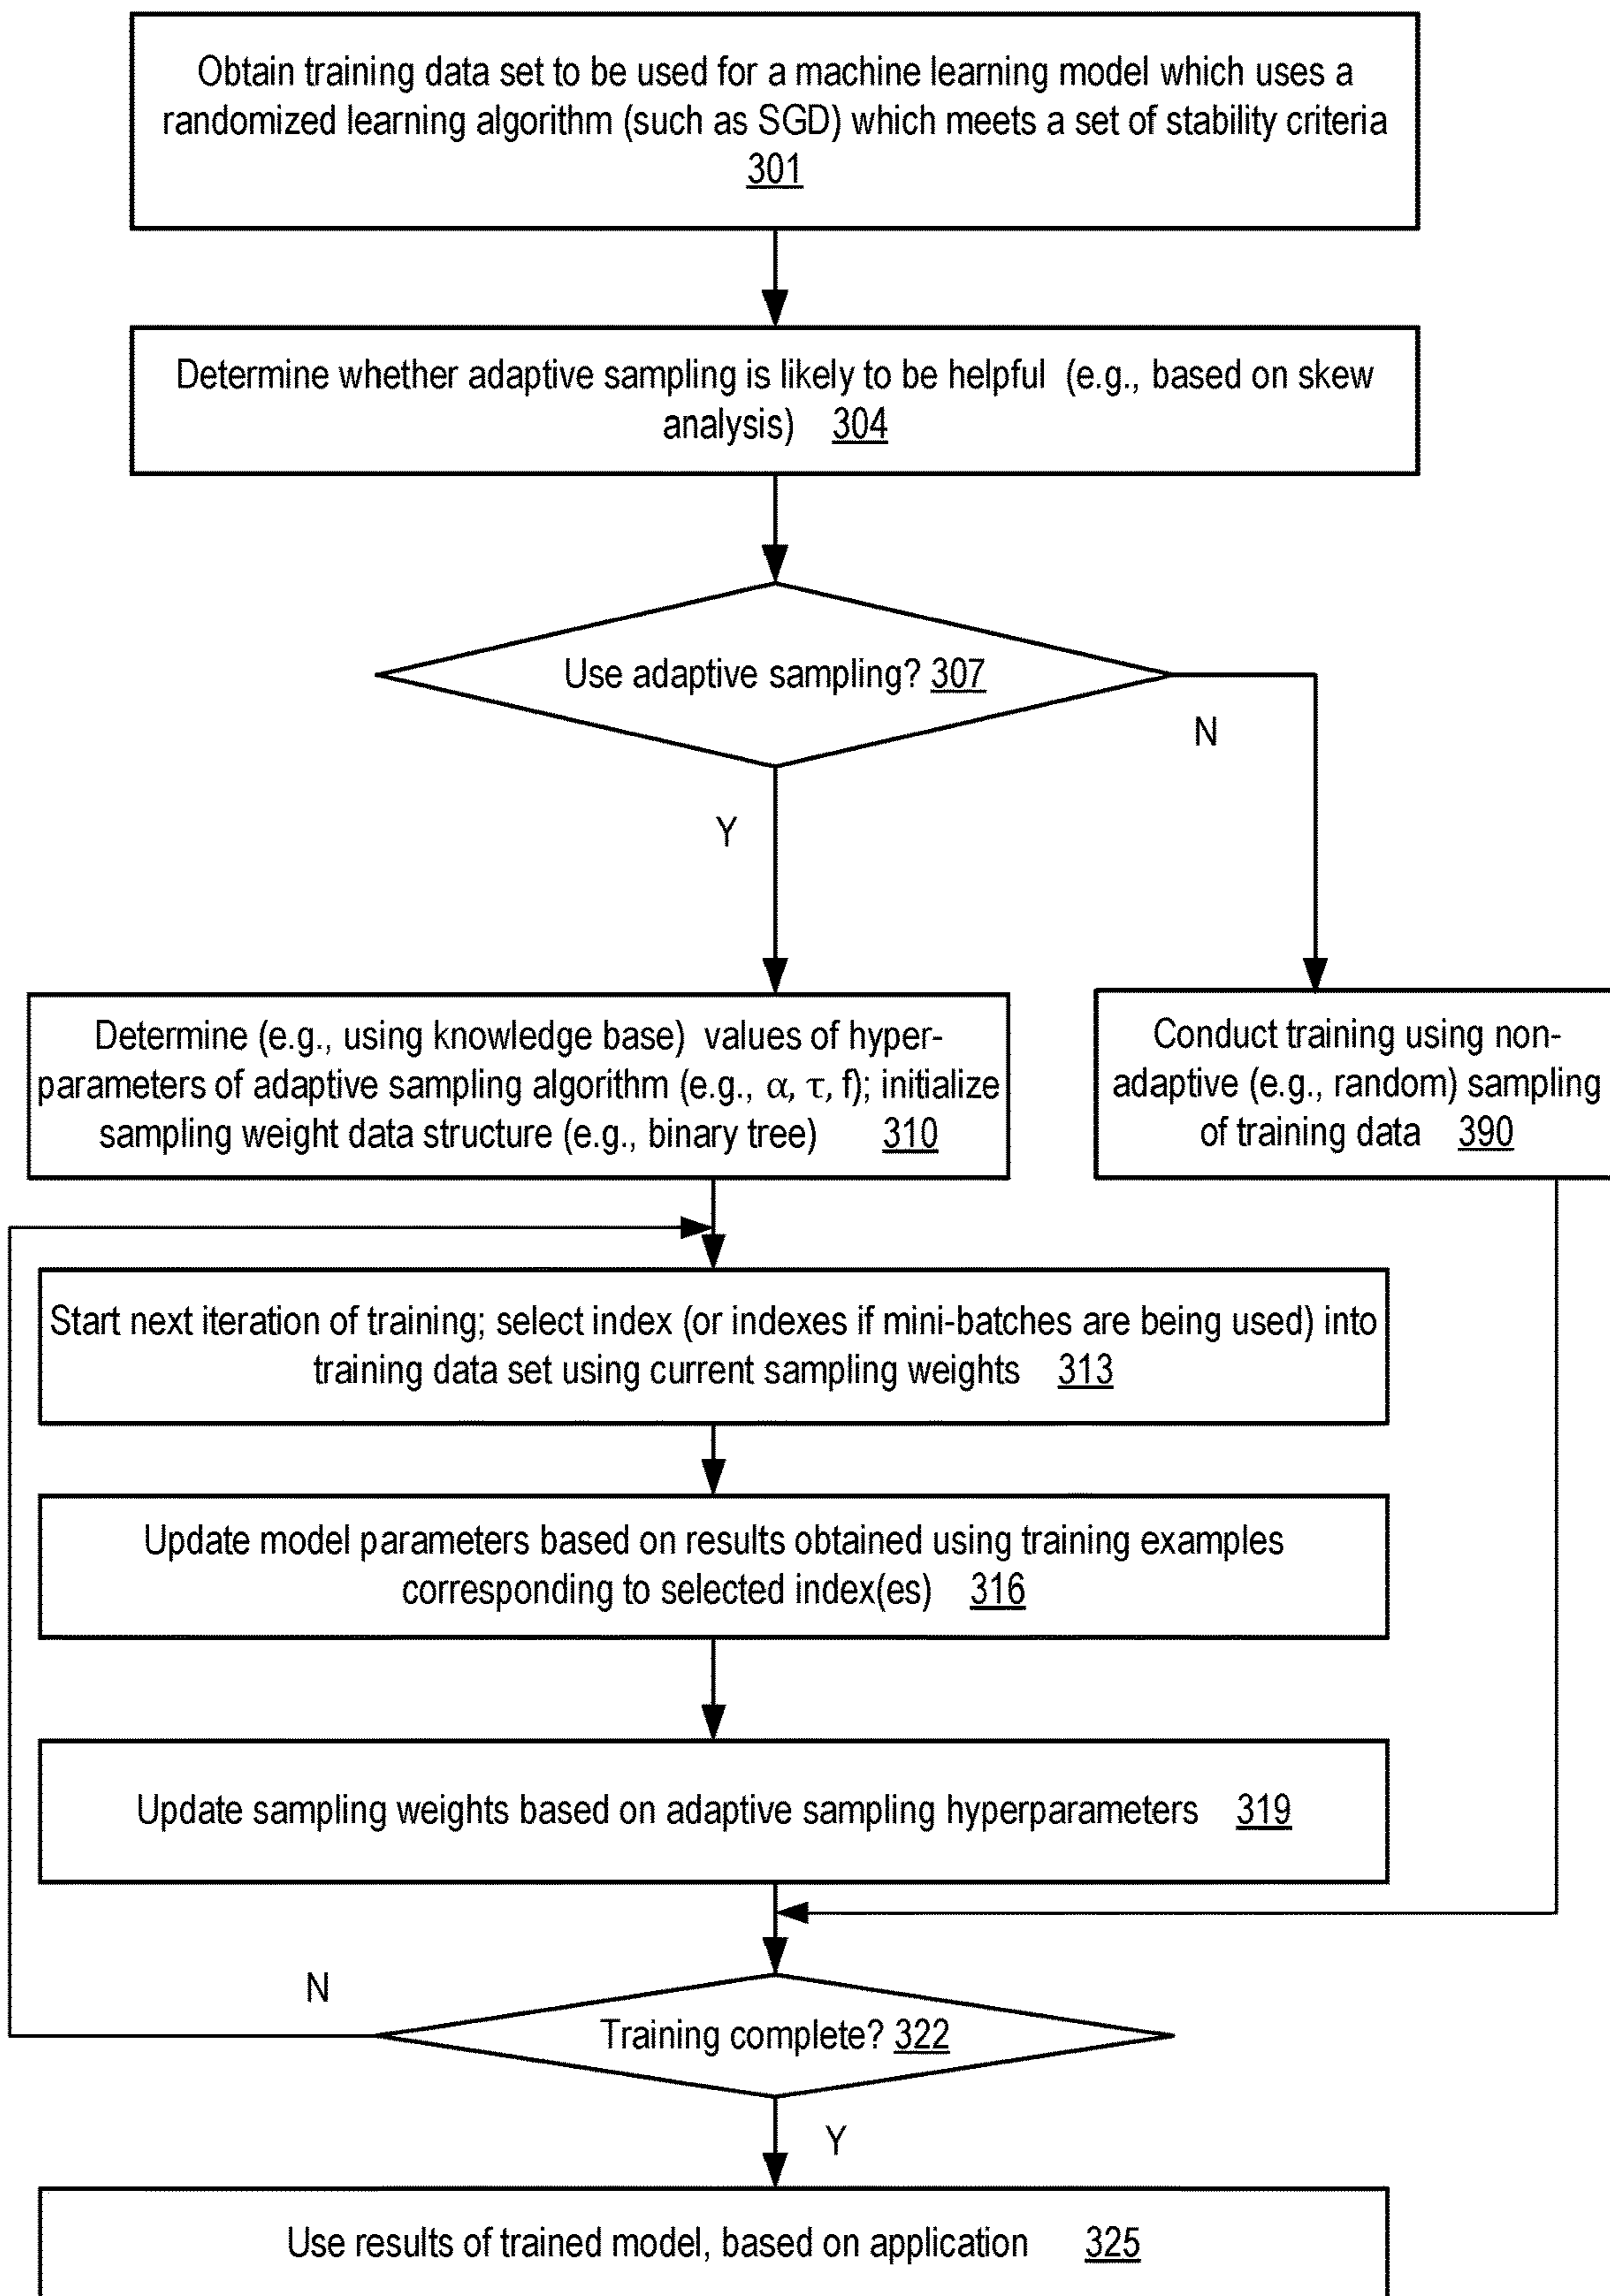 Obtain training data set to be used for a machine learning model which uses a
randomized learning algorithm (such as SGD) which meets a set of stability criteria
301
Determine whether adaptive sampling is likely to be helpful (e.g., based on skew
analysis) 304
Use adaptive sampling? 307
N
Y
Determine (e.g., using knowledge base) values of hyper-
parameters of adaptive sampling algorithm (e.g., α, τ, f); initialize
sampling weight data structure (e.g., binary tree) 310
Conduct training using non-
adaptive (e.g., random) sampling
of training data 390
Start next iteration of training; select index (or indexes if mini-batches are being used) into
training data set using current sampling weights 313
Update model parameters based on results obtained using training examples
corresponding to selected index(es) 316
Update sampling weights based on adaptive sampling hyperparameters 319
N
Training complete? 322
Y
Use results of trained model, based on application 325